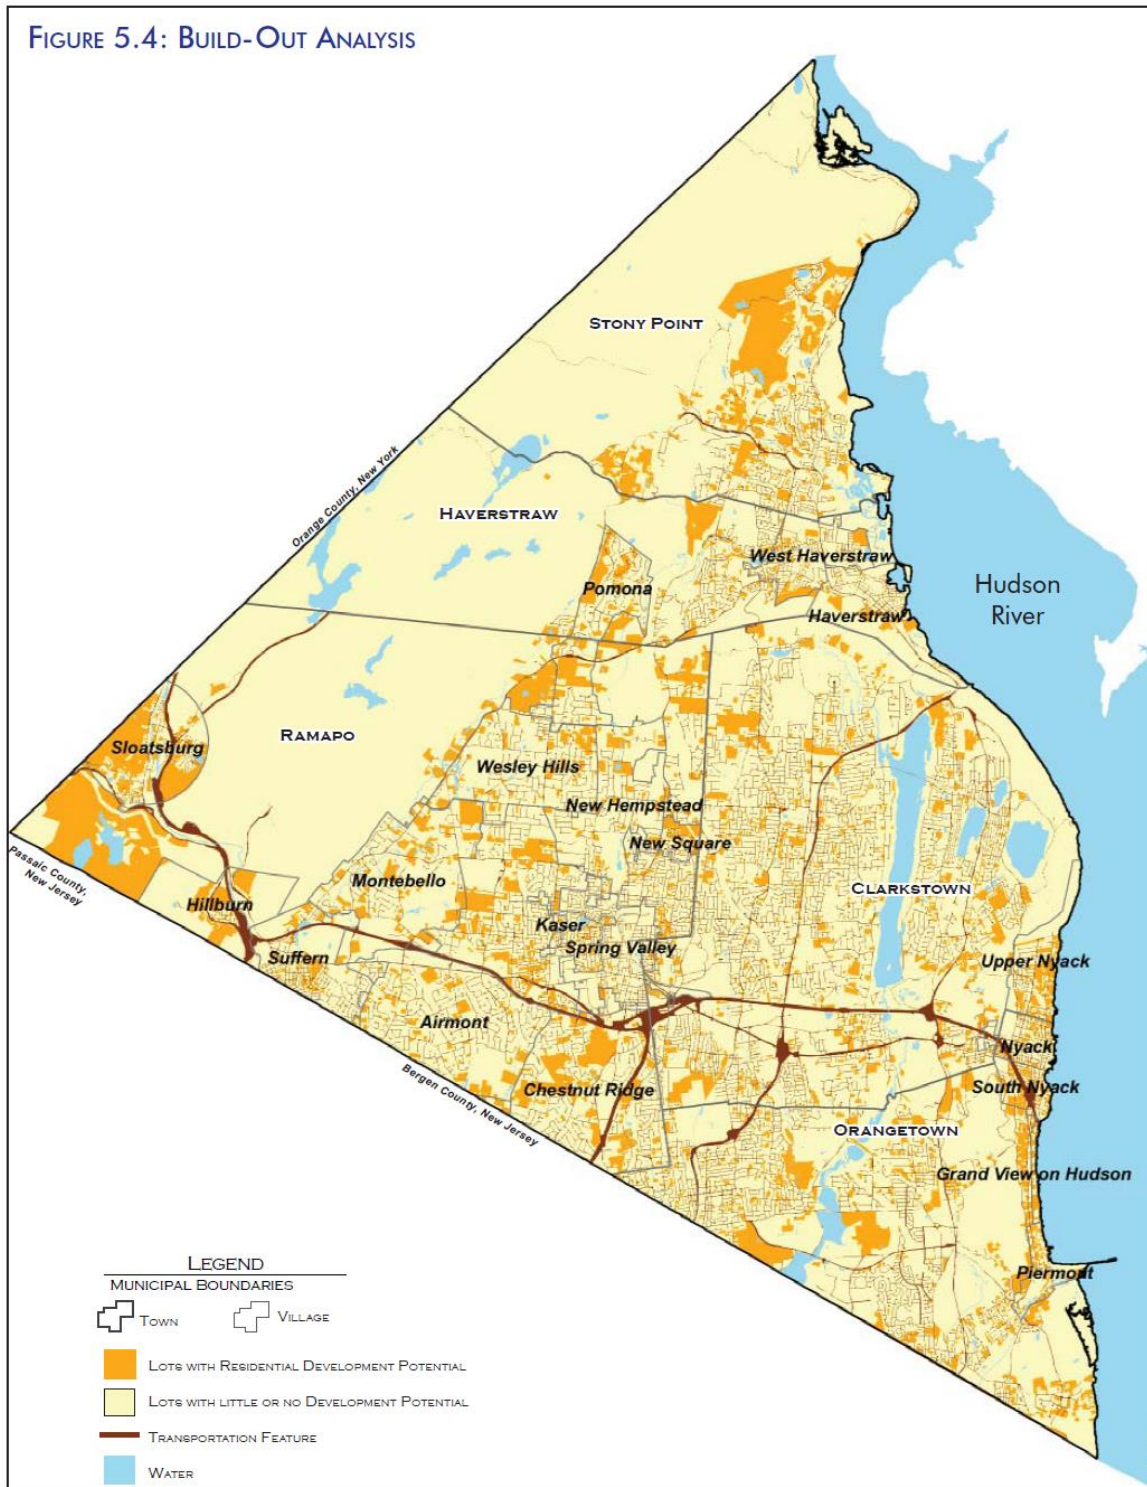 Figure 5.4: Build-Out Analysis
Stony Point
Orange County, New York
Haverstraw
West Haverstraw
Pomona
Hudson
River
Haverstraw
Ramapo
Sloatsburg
Wesley Hills
New Hempstead
New Square
Passaic County,
New Jersey
Montebello
Clarkstown
Hillburn
Kaser
Spring Valley
Suffern
Upper Nyack
Airmont
Nyack
Bergen County, New Jersey
Chestnut Ridge
South Nyack
Orangetown
Grand View on Hudson
Piermont
Legend
Municipal Boundaries
Town
Village
Lots with Residential Development Potential
Lots with little or no Development Potential
Transportation Feature
Water